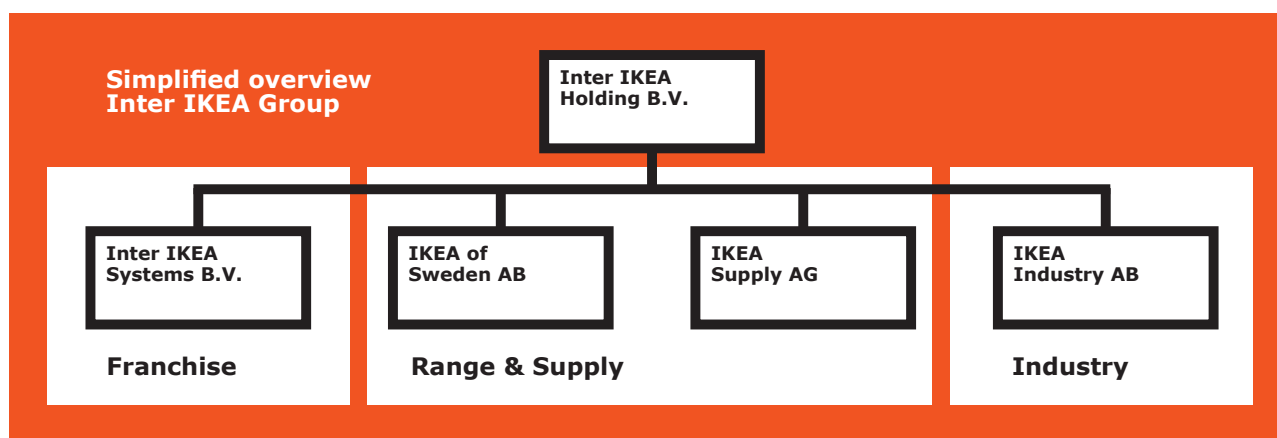 Simplified overview
Inter IKEA Group
Inter IKEA
Holding B.V.
Inter IKEA
Systems B.V.
IKEA of
Sweden AB
IKEA
Supply AG
IKEA
Industry AB
Franchise
Range & Supply
Industry